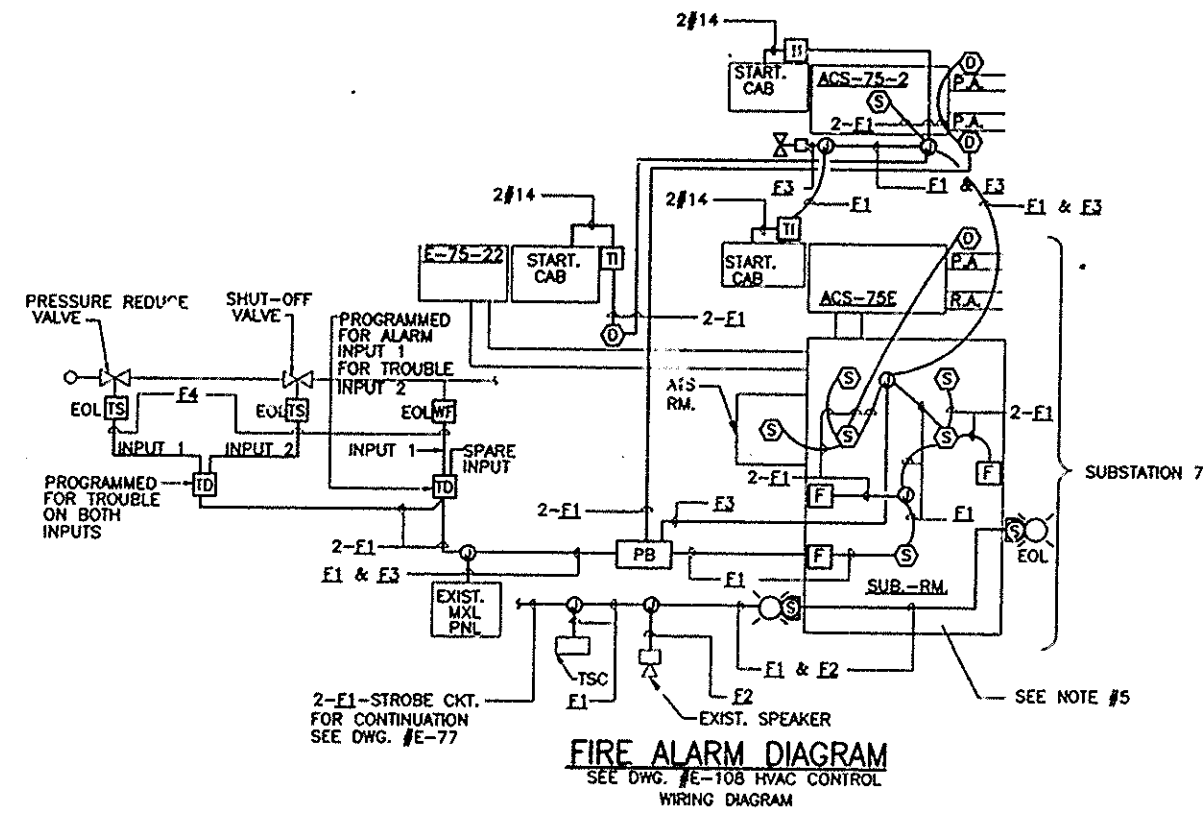 2#14
TI
START.
CAB
ACS-75-2
S
D
P.A.
2-F1
P.A.
D
J
J
F3
F1 & F3
F1
F1 & F3
2#14
2#14
TI
START.
CAB
E-75-22
START.
CAB
TI
2-F1
D
D
P.A.
ACS-75E
R.A.
PRESSURE REDUCE
VALVE
SHUT-OFF
VALVE
PROGRAMMED
FOR ALARM
INPUT 1
FOR TROUBLE
INPUT 2
EOL TS
F4
EOL TS
EOL WF
INPUT 1
INPUT 2
INPUT 1
SPARE
INPUT
PROGRAMMED
FOR TROUBLE
ON BOTH
INPUTS
TD
TD
ATS
RM.
S
S
J
S
S
S
2-F1
F
2-F1
F
J
F1
SUBSTATION 7
2-F1
F3
2-F1
J
PB
F1
F
S
S
EOL
F1 & F3
EXIST.
MXL
PNL
SUB.-RM.
J
J
S
TSC
F1 & F2
2-F1-STROBE CKT.
FOR CONTINUATION
SEE DWG. #E-77
F1
F2
EXIST. SPEAKER
SEE NOTE #5
FIRE ALARM DIAGRAM
SEE DWG. #E-108 HVAC CONTROL
WIRING DIAGRAM